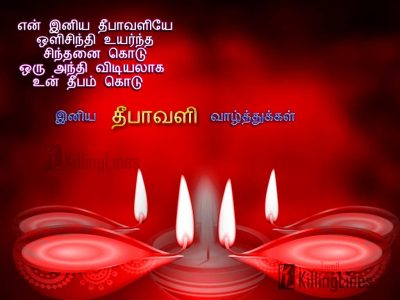 என் இனிய தீபாவளியே
ஒளிசிந்தி உயர்ந்த
சிந்தனை கொடு
ஒரு அந்தி விடியலாக
உன் தீபம் கொடு
இனிய தீபாவளி வாழ்த்துக்கள்
KillingLines
KillingLines